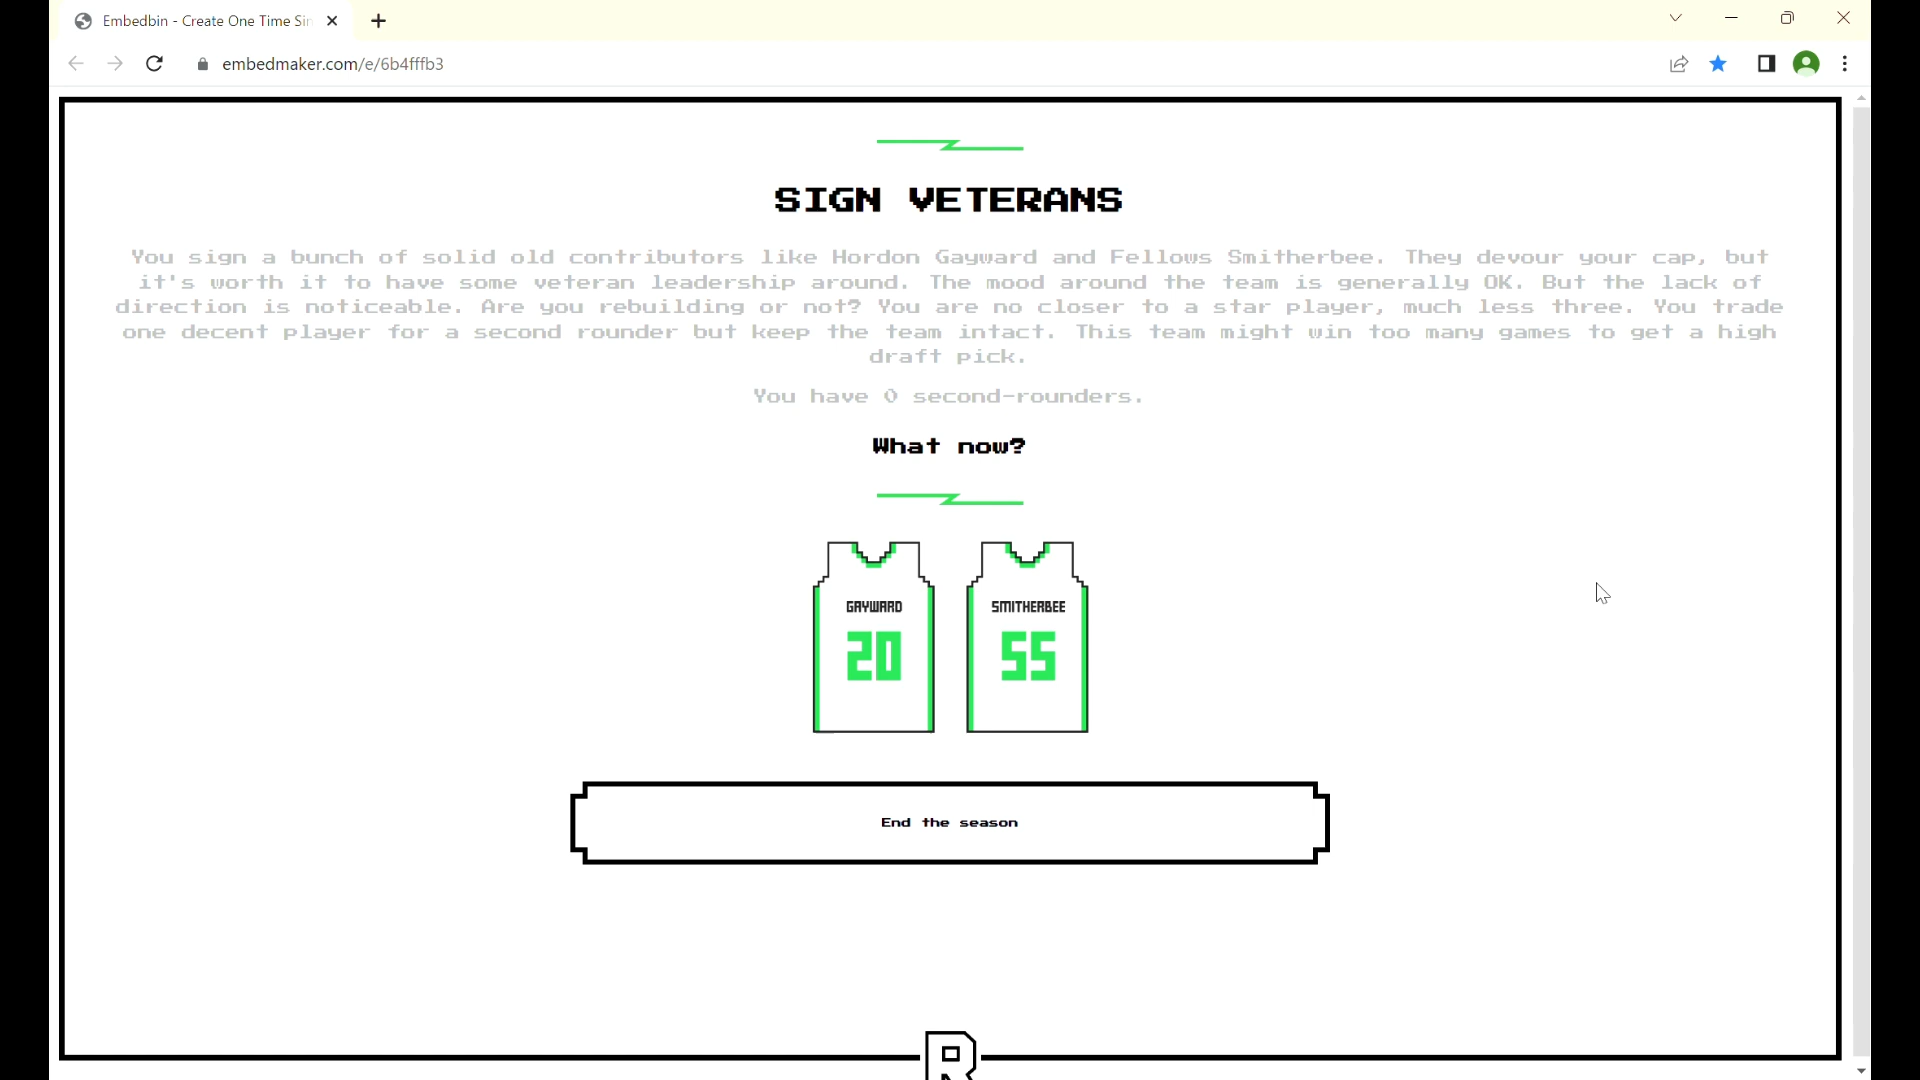 Embedbin - Create One Time Sin
embedmaker.com/e/6b4fffb3
SIGN VETERANS
You sign a bunch of solid old contributors like Hordon Gayward and Fellows Smitherbee. They devour your cap, but
it's worth it to have some veteran leadership around. The mood around the team is generally OK. But the lack of
direction is noticeable. Are you rebuilding or not? You are no closer to a star player, much less three. You trade
one decent player for a second rounder but keep the team intact. This team might win too many games to get a high
draft pick.
You have 0 second-rounders.
What now?
GAYWARD SMITHERBEE
20 55
End the season
R